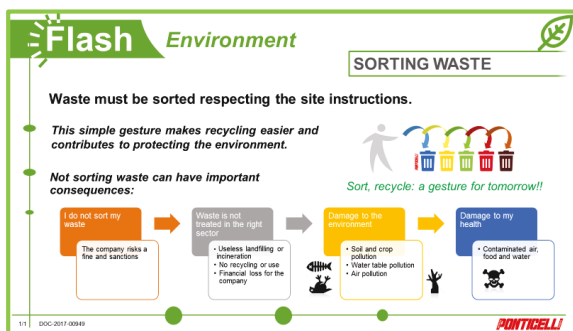 Flash
Environment
SORTING WASTE
Waste must be sorted respecting the site instructions.
This simple gesture makes recycling easier and
contributes to protecting the environment.
Not sorting waste can have important
consequences:
Sort, recycle: a gesture for tomorrow!!
I do not sort my
waste
The company risks a
fine and sanctions
Waste is not
treated in the right
sector
• Useless landfilling or
incineration
• No recycling or use
• Financial loss for the
company
Damage to the
environment
• Soil and crop
pollution
• Water table pollution
• Air pollution
Damage to my
health
• Contaminated air,
food and water
1/1 DOC-2017-00949
PONTICELLI